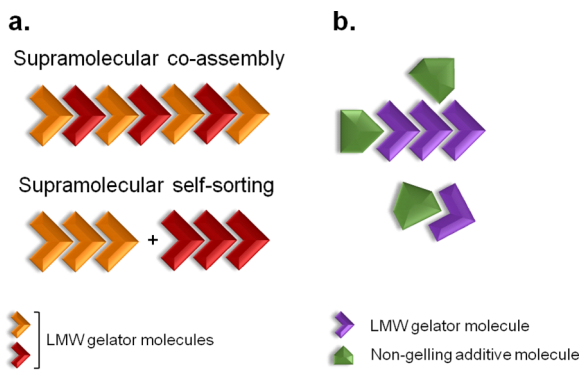 a.
Supramolecular co-assembly
Supramolecular self-sorting
+
LMW gelator molecules
b.
LMW gelator molecule
Non-gelling additive molecule